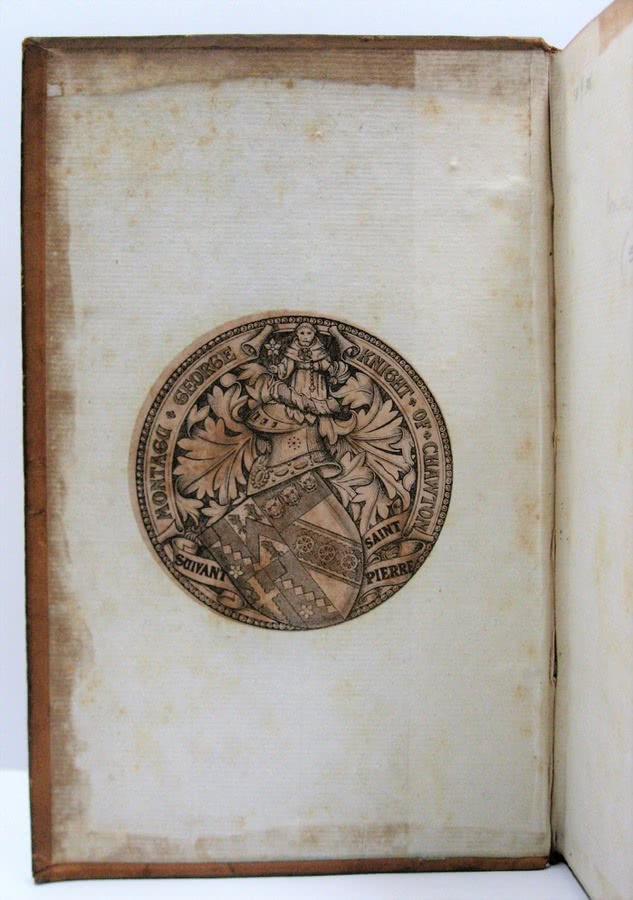 MONTAGU · GEORGE KNIGHT · OF · CHAWTON
SUIVANT SAINT PIERRE